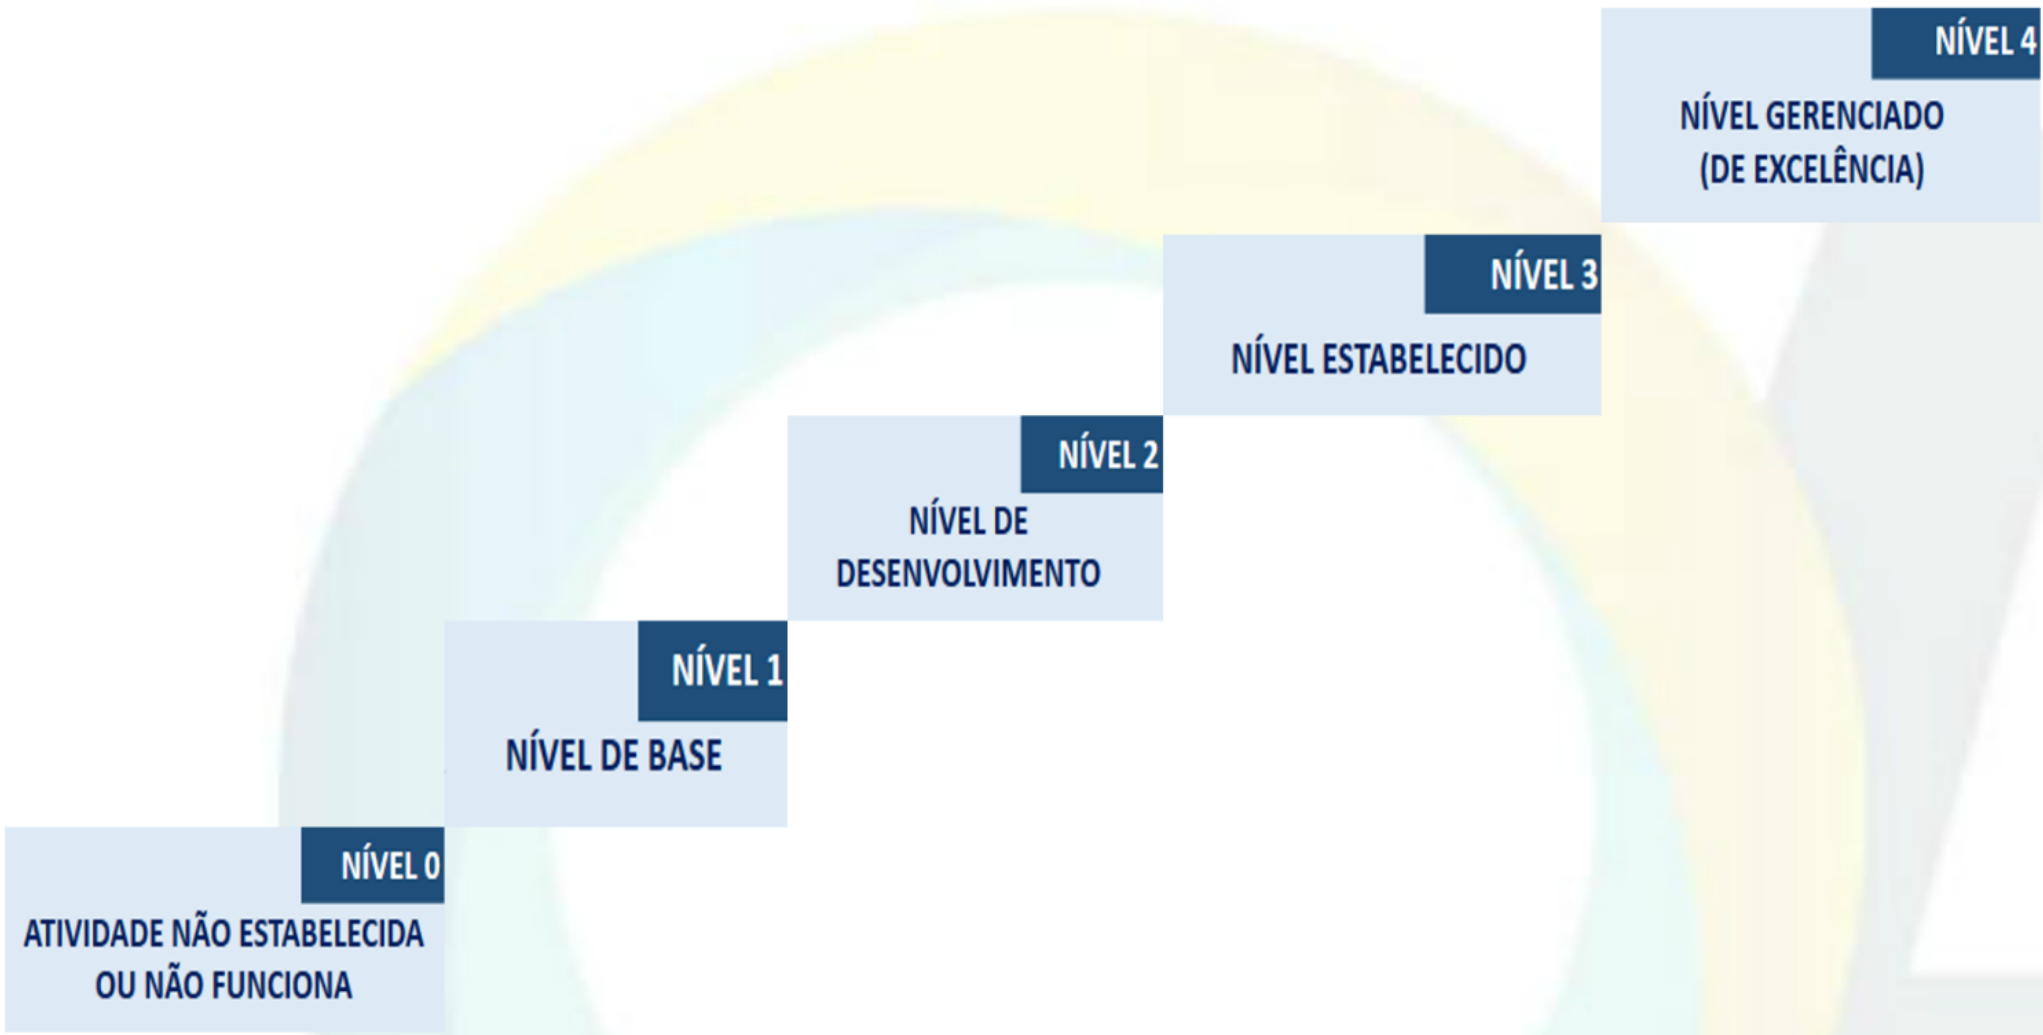 NÍVEL 4
NÍVEL GERENCIADO
(DE EXCELÊNCIA)
NÍVEL 3
NÍVEL ESTABELECIDO
NÍVEL 2
NÍVEL DE
DESENVOLVIMENTO
NÍVEL 1
NÍVEL DE BASE
NÍVEL 0
ATIVIDADE NÃO ESTABELECIDA
OU NÃO FUNCIONA